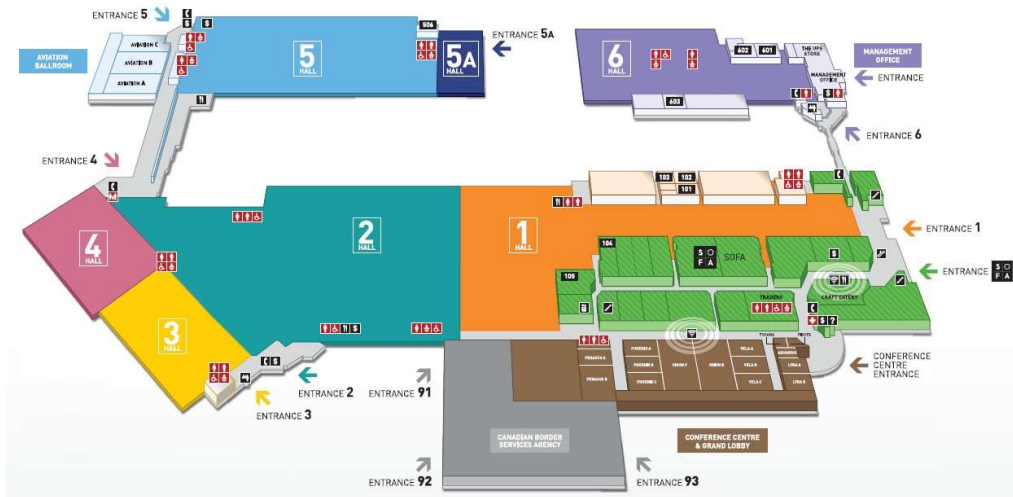 ENTRANCE 5
AVIATION
BALLROOM
AVIATION C
AVIATION B
AVIATION A
5
HALL
506
5A
HALL
ENTRANCE 5A
6
HALL
602
601
THE UPS
STORE
MANAGEMENT
OFFICE
603
MANAGEMENT
OFFICE
ENTRANCE
ENTRANCE 6
ENTRANCE 4
4
HALL
3
HALL
2
HALL
1
HALL
103
102
101
104
105
SOFA
SOFA
TRADERS
CRAFT EATERY
ENTRANCE 1
ENTRANCE SOFA
CONFERENCE
CENTRE
ENTRANCE
ENTRANCE 2
ENTRANCE 3
ENTRANCE 91
PEGASUS A
PEGASUS B
PHOENIX A
PHOENIX B
PHOENIX C
ORION A
ORION B
VELA A
VELA B
VELA C
LYRA A
LYRA B
CANADIAN BORDER
SERVICES AGENCY
CONFERENCE CENTRE
& GRAND LOBBY
ENTRANCE 92
ENTRANCE 93